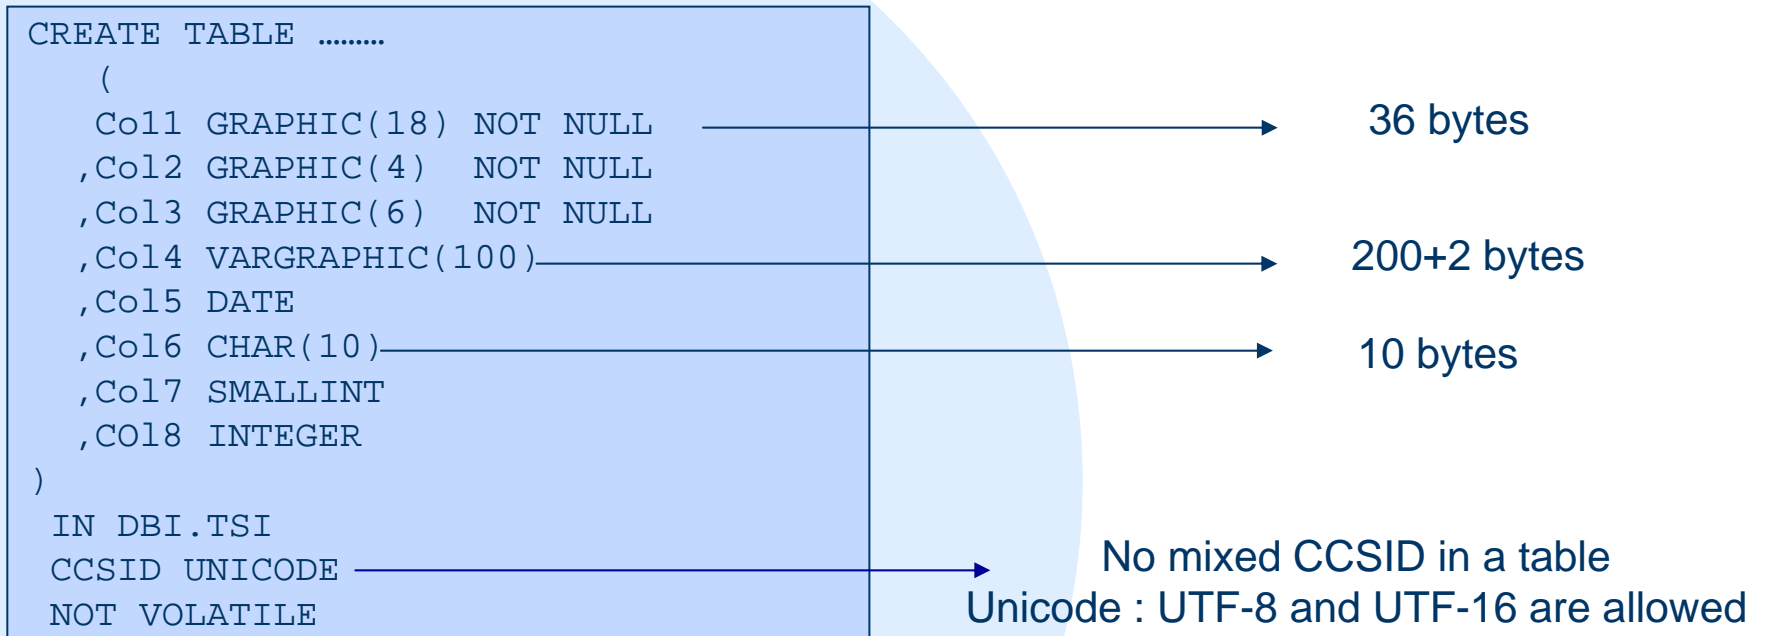 CREATE TABLE ………
(
Col1 GRAPHIC(18) NOT NULL 36 bytes
,Col2 GRAPHIC(4) NOT NULL
,Col3 GRAPHIC(6) NOT NULL
,Col4 VARGRAPHIC(100) 200+2 bytes
,Col5 DATE
,Col6 CHAR(10) 10 bytes
,Col7 SMALLINT
,COl8 INTEGER
)
IN DBI.TSI
CCSID UNICODE No mixed CCSID in a table
NOT VOLATILE Unicode : UTF-8 and UTF-16 are allowed